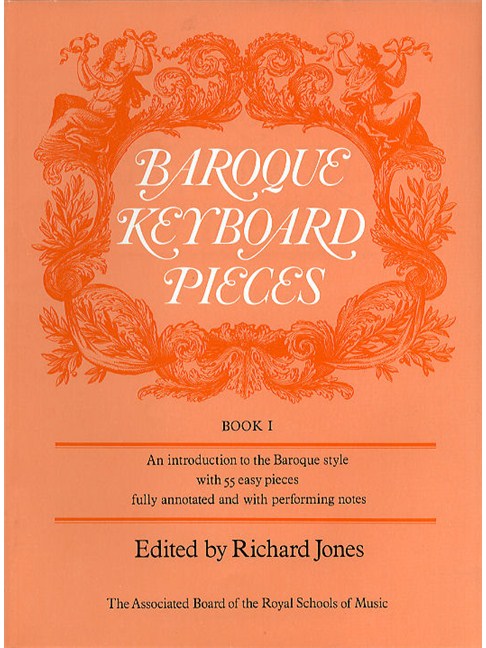 BAROQUE
KEYBOARD
PIECES
BOOK I
An introduction to the Baroque style
with 55 easy pieces
fully annotated and with performing notes
Edited by Richard Jones
The Associated Board of the Royal Schools of Music